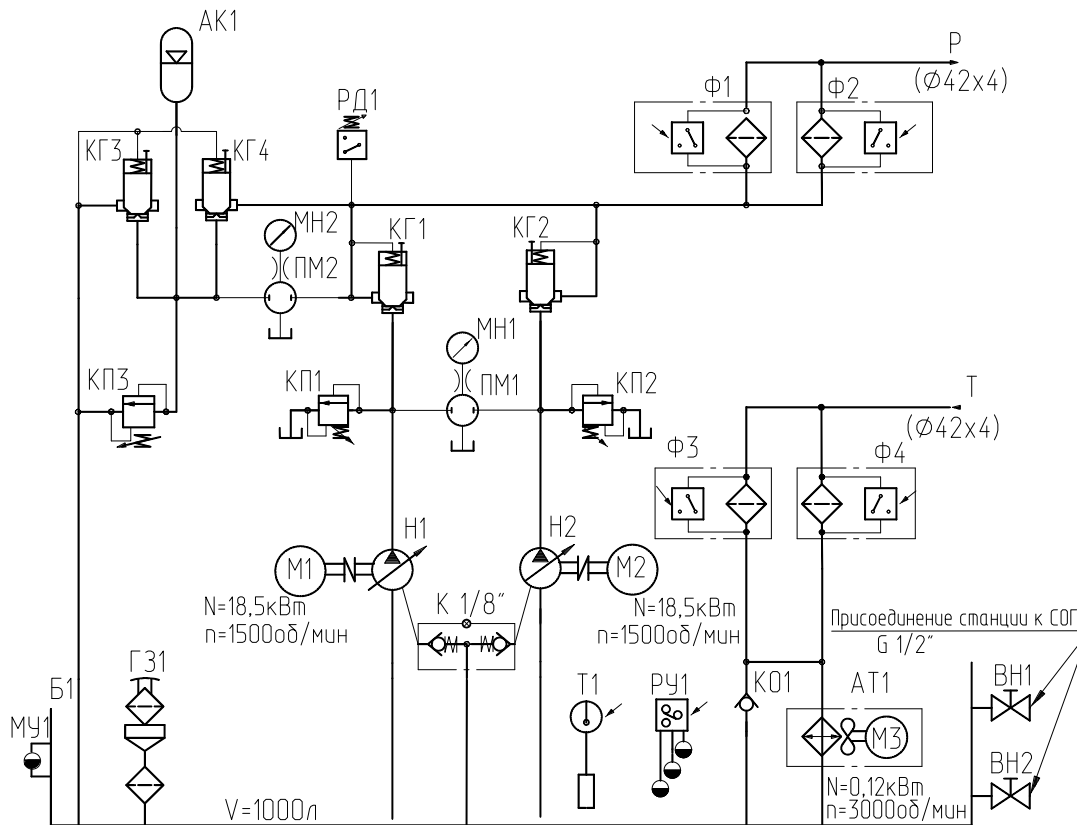 АК1
Р
(Ø42х4)
Ф1
Ф2
РД1
КГ3
КГ4
МН2
КГ1
КГ2
ПМ2
МН1
КП3
КП1
ПМ1
КП2
Т
(Ø42х4)
Ф3
Ф4
Н1
Н2
М1
М2
N=18,5кВт
n=1500об/мин
К 1/8"
N=18,5кВт
n=1500об/мин
Присоединение станции к СОГ
G 1/2"
ГЗ1
Б1
Т1
РУ1
КО1
АТ1
ВН1
МУ1
М3
ВН2
N=0,12кВт
n=3000об/мин
V=1000л